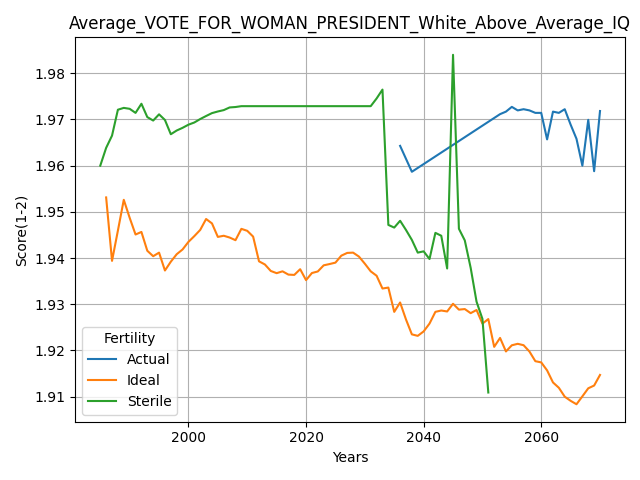 Average_VOTE_FOR_WOMAN_PRESIDENT_White_Above_Average_IQ
1.98
1.97
1.96
1.95
1.94
1.93
1.92
1.91
Score(1-2)
Fertility
Actual
Ideal
Sterile
2000 2020 2040 2060
Years